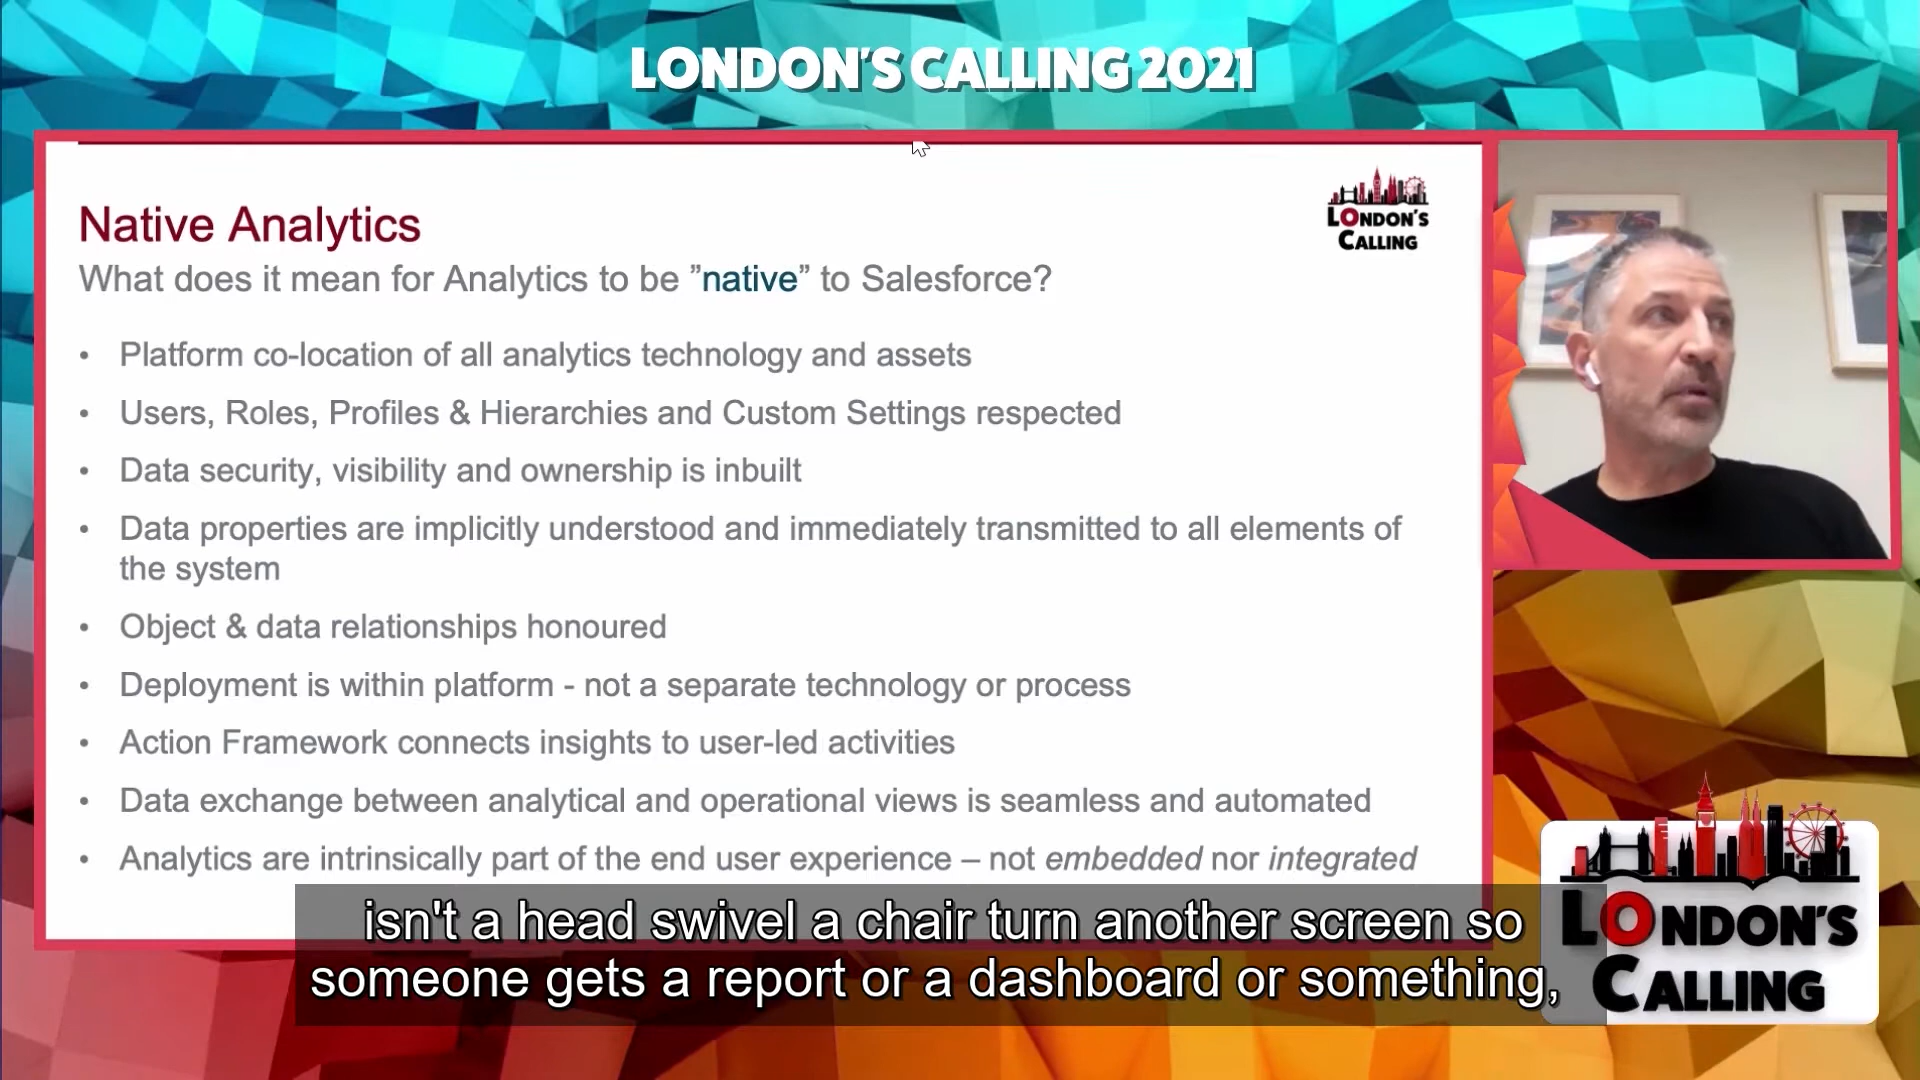 LONDON'S CALLING 2021
LONDON'S
CALLING
Native Analytics
What does it mean for Analytics to be ”native” to Salesforce?
• Platform co-location of all analytics technology and assets
• Users, Roles, Profiles & Hierarchies and Custom Settings respected
• Data security, visibility and ownership is inbuilt
• Data properties are implicitly understood and immediately transmitted to all elements of
the system
• Object & data relationships honoured
• Deployment is within platform - not a separate technology or process
• Action Framework connects insights to user-led activities
• Data exchange between analytical and operational views is seamless and automated
• Analytics are intrinsically part of the end user experience – not embedded nor integrated
isn't a head swivel a chair turn another screen so
someone gets a report or a dashboard or something,
LONDON'S
CALLING